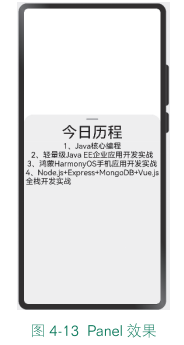 今日历程
1、Java核心编程
2、轻量级Java EE企业应用开发实战
3、鸿蒙HarmonyOS手机应用开发实战
4、Node.js+Express+MongoDB+Vue.js
全栈开发实战
图 4-13 Panel 效果